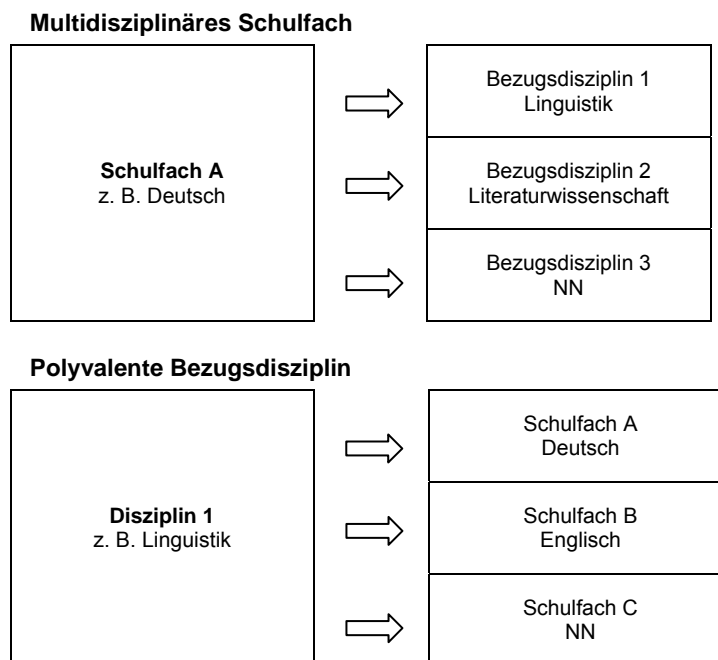 Multidisziplinäres Schulfach
Schulfach A
z. B. Deutsch
Bezugsdisziplin 1
Linguistik
Bezugsdisziplin 2
Literaturwissenschaft
Bezugsdisziplin 3
NN
Polyvalente Bezugsdisziplin
Disziplin 1
z. B. Linguistik
Schulfach A
Deutsch
Schulfach B
Englisch
Schulfach C
NN